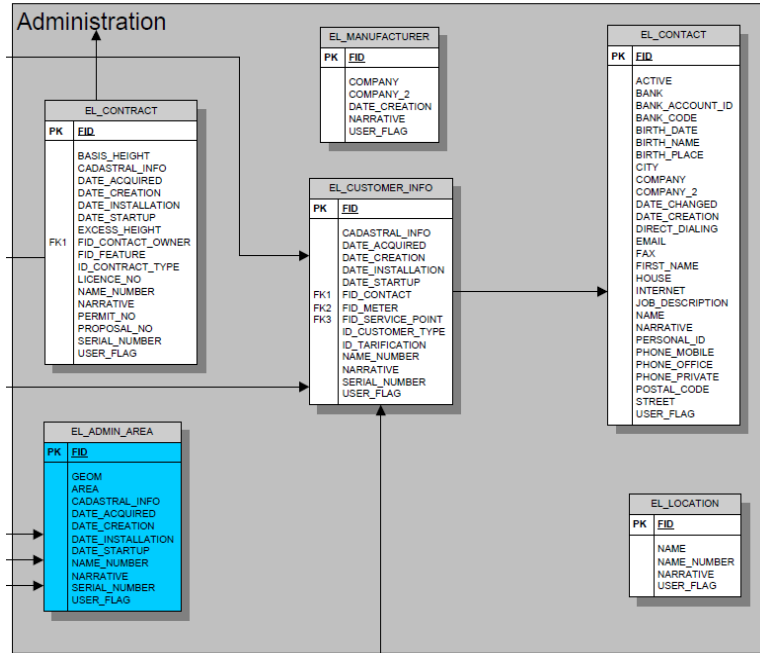 Administration
EL_MANUFACTURER
PK FID
COMPANY
COMPANY_2
DATE_CREATION
NARRATIVE
USER_FLAG
EL_CONTACT
PK FID
ACTIVE
BANK
BANK_ACCOUNT_ID
BANK_CODE
BIRTH_DATE
BIRTH_NAME
BIRTH_PLACE
CITY
COMPANY
COMPANY_2
DATE_CHANGED
DATE_CREATION
DIRECT_DIALING
EMAIL
FAX
FIRST_NAME
HOUSE
INTERNET
JOB_DESCRIPTION
NAME
NARRATIVE
PERSONAL_ID
PHONE_MOBILE
PHONE_OFFICE
PHONE_PRIVATE
POSTAL_CODE
STREET
USER_FLAG
EL_CONTRACT
PK FID
BASIS_HEIGHT
CADASTRAL_INFO
DATE_ACQUIRED
DATE_CREATION
DATE_INSTALLATION
DATE_STARTUP
EXCESS_HEIGHT
FK1 FID_CONTACT_OWNER
FID_FEATURE
ID_CONTRACT_TYPE
LICENCE_NO
NAME_NUMBER
NARRATIVE
PERMIT_NO
PROPOSAL_NO
SERIAL_NUMBER
USER_FLAG
EL_CUSTOMER_INFO
PK FID
CADASTRAL_INFO
DATE_ACQUIRED
DATE_CREATION
DATE_INSTALLATION
DATE_STARTUP
FK1 FID_CONTACT
FK2 FID_METER
FK3 FID_SERVICE_POINT
ID_CUSTOMER_TYPE
ID_TARIFICATION
NAME_NUMBER
NARRATIVE
SERIAL_NUMBER
USER_FLAG
EL_ADMIN_AREA
PK FID
GEOM
AREA
CADASTRAL_INFO
DATE_ACQUIRED
DATE_CREATION
DATE_INSTALLATION
DATE_STARTUP
NAME_NUMBER
NARRATIVE
SERIAL_NUMBER
USER_FLAG
EL_LOCATION
PK FID
NAME
NAME_NUMBER
NARRATIVE
USER_FLAG